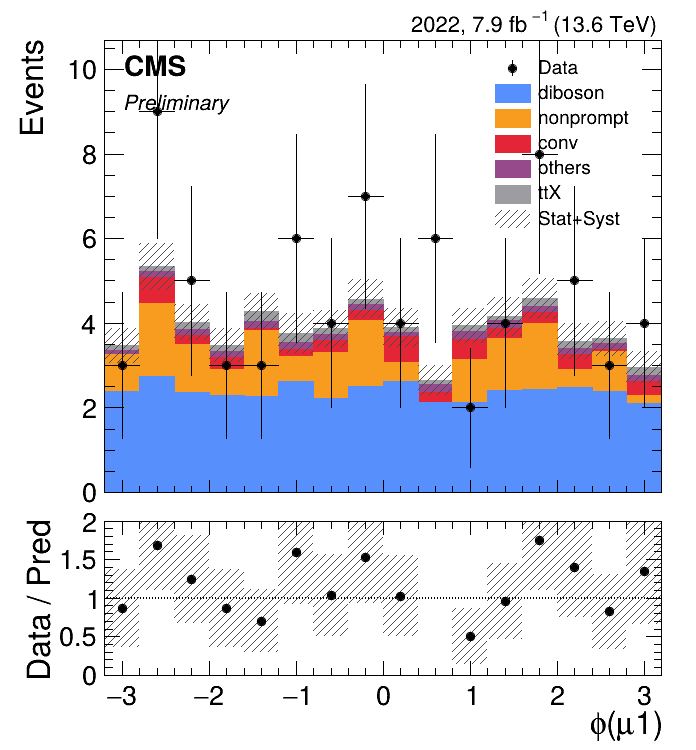 2022, 7.9 fb⁻¹ (13.6 TeV)
Events
CMS
Preliminary
Data
diboson
nonprompt
conv
others
ttX
Stat+Syst
10
8
6
4
2
0
Data / Pred
2
1.5
1
0.5
0
−3 −2 −1 0 1 2 3
ϕ(μ1)